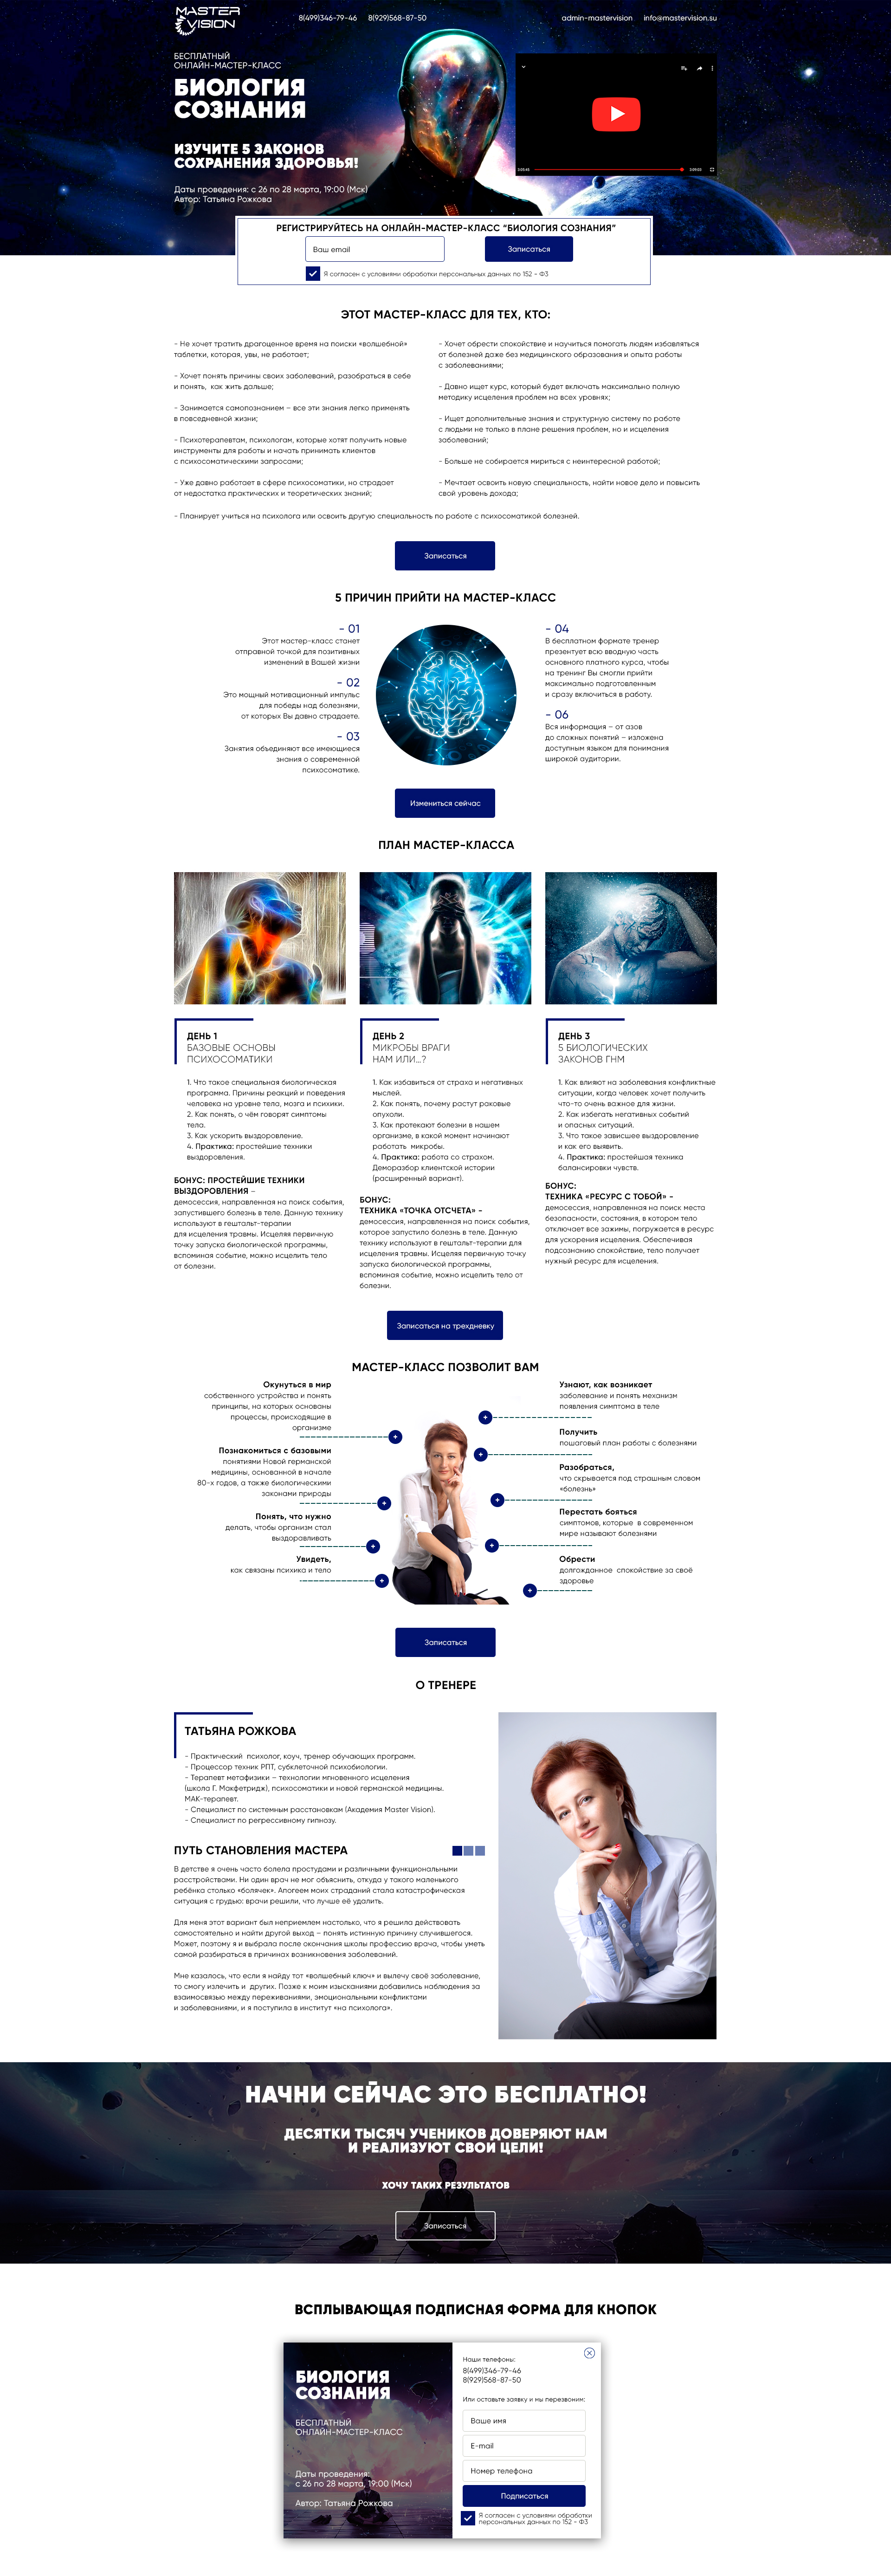 MASTER VISION
8(499)346-79-46 8(929)568-87-50
admin-mastervision info@mastervision.su
БЕСПЛАТНЫЙ
ОНЛАЙН-МАСТЕР-КЛАСС
БИОЛОГИЯ
СОЗНАНИЯ
ИЗУЧИТЕ 5 ЗАКОНОВ
СОХРАНЕНИЯ ЗДОРОВЬЯ!
Даты проведения: с 26 по 28 марта, 19:00 (Мск)
Автор: Татьяна Рожкова
РЕГИСТРИРУЙТЕСЬ НА ОНЛАЙН-МАСТЕР-КЛАСС “БИОЛОГИЯ СОЗНАНИЯ”
Ваш email
Записаться
Я согласен с условиями обработки персональных данных по 152 - ФЗ
ЭТОТ МАСТЕР-КЛАСС ДЛЯ ТЕХ, КТО:
- Не хочет тратить драгоценное время на поиски «волшебной»
таблетки, которая, увы, не работает;
- Хочет понять причины своих заболеваний, разобраться в себе
и понять, как жить дальше;
- Занимается самопознанием – все эти знания легко применять
в повседневной жизни;
- Психотерапевтам, психологам, которые хотят получить новые
инструменты для работы и начать принимать клиентов
с психосоматическими запросами;
- Уже давно работает в сфере психосоматики, но страдает
от недостатка практических и теоретических знаний;
- Хочет обрести спокойствие и научиться помогать людям избавляться
от болезней даже без медицинского образования и опыта работы
с заболеваниями;
- Давно ищет курс, который будет включать максимально полную
методику исцеления проблем на всех уровнях;
- Ищет дополнительные знания и структурную систему по работе
с людьми не только в плане решения проблем, но и исцеления
заболеваний;
- Больше не собирается мириться с неинтересной работой;
- Мечтает освоить новую специальность, найти новое дело и повысить
свой уровень дохода;
- Планирует учиться на психолога или освоить другую специальность по работе с психосоматикой болезней.
Записаться
5 ПРИЧИН ПРИЙТИ НА МАСТЕР-КЛАСС
- 01
Этот мастер-класс станет
отправной точкой для позитивных
изменений в Вашей жизни
- 02
Это мощный мотивационный импульс
для победы над болезнями,
от которых Вы давно страдаете.
- 03
Занятия объединяют все имеющиеся
знания о современной
психосоматике.
- 04
В бесплатном формате тренер
презентует всю вводную часть
основного платного курса, чтобы
на тренинг Вы смогли прийти
максимально подготовленным
и сразу включиться в работу.
- 06
Вся информация – от азов
до сложных понятий – изложена
доступным языком для понимания
широкой аудитории.
Измениться сейчас
ПЛАН МАСТЕР-КЛАССА
ДЕНЬ 1
БАЗОВЫЕ ОСНОВЫ
ПСИХОСОМАТИКИ
1. Что такое специальная биологическая
программа. Причины реакций и поведения
человека на уровне тела, мозга и психики.
2. Как понять, о чём говорят симптомы
тела.
3. Как ускорить выздоровление.
4. Практика: простейшие техники
выздоровления.
БОНУС: ПРОСТЕЙШИЕ ТЕХНИКИ
ВЫЗДОРОВЛЕНИЯ –
демосессия, направленная на поиск события,
запустившего болезнь в теле. Данную технику
используют в гештальт-терапии
для исцеления травмы. Исцеляя первичную
точку запуска биологической программы,
вспоминая событие, можно исцелить тело
от болезни.
ДЕНЬ 2
МИКРОБЫ ВРАГИ
НАМ ИЛИ...?
1. Как избавиться от страха и негативных
мыслей.
2. Как понять, почему растут раковые
опухоли.
3. Как протекают болезни в нашем
организме, в какой момент начинают
работать микробы.
4. Практика: работа со страхом.
Деморазбор клиентской истории
(расширенный вариант).
БОНУС:
ТЕХНИКА «ТОЧКА ОТСЧЕТА» -
демосессия, направленная на поиск события,
которое запустило болезнь в теле. Данную
технику используют в гештальт-терапии для
исцеления травмы. Исцеляя первичную точку
запуска биологической программы,
вспоминая событие, можно исцелить тело от
болезни.
ДЕНЬ 3
5 БИОЛОГИЧЕСКИХ
ЗАКОНОВ ГНМ
1. Как влияют на заболевания конфликтные
ситуации, когда человек хочет получить
что-то очень важное для жизни.
2. Как избегать негативных событий
и опасных ситуаций.
3. Что такое зависшее выздоровление
и как его выявить.
4. Практика: простейшая техника
балансировки чувств.
БОНУС:
ТЕХНИКА «РЕСУРС С ТОБОЙ» -
демосессия, направленная на поиск места
безопасности, состояния, в котором тело
отключает все зажимы, погружается в ресурс
для ускорения исцеления. Обеспечивая
подсознанию спокойствие, тело получает
нужный ресурс для исцеления.
Записаться на трехдневку
МАСТЕР-КЛАСС ПОЗВОЛИТ ВАМ
Окунуться в мир
собственного устройства и понять
принципы, на которых основаны
процессы, происходящие в
организме
Познакомиться с базовыми
понятиями Новой германской
медицины, основанной в начале
80-х годов, а также биологическими
законами природы
Понять, что нужно
делать, чтобы организм стал
выздоравливать
Увидеть,
как связаны психика и тело
Узнают, как возникает
заболевание и понять механизм
появления симптома в теле
Получить
пошаговый план работы с болезнями
Разобраться,
что скрывается под страшным словом
«болезнь»
Перестать бояться
симптомов, которые в современном
мире называют болезнями
Обрести
долгожданное спокойствие за своё
здоровье
Записаться
О ТРЕНЕРЕ
ТАТЬЯНА РОЖКОВА
- Практический психолог, коуч, тренер обучающих программ.
- Процессор техник РПТ, субклеточной психобиологии.
- Терапевт метафизики – технологии мгновенного исцеления
(школа Г. Макфетридж), психосоматики и новой германской медицины.
МАК-терапевт.
- Специалист по системным расстановкам (Академия Master Vision).
- Специалист по регрессивному гипнозу.
ПУТЬ СТАНОВЛЕНИЯ МАСТЕРА
В детстве я очень часто болела простудами и различными функциональными
расстройствами. Ни один врач не мог объяснить, откуда у такого маленького
ребёнка столько «болячек». Апогеем моих страданий стала катастрофическая
ситуация с грудью: врачи решили, что лучше её удалить.
Для меня этот вариант был неприемлем настолько, что я решила действовать
самостоятельно и найти другой выход – понять истинную причину случившегося.
Может, поэтому я и выбрала после окончания школы профессию врача, чтобы уметь
самой разбираться в причинах возникновения заболеваний.
Мне казалось, что если я найду тот «волшебный ключ» и вылечу своё заболевание,
то смогу излечить и других. Позже к моим изысканиями добавились наблюдения за
взаимосвязью между переживаниями, эмоциональными конфликтами
и заболеваниями, и я поступила в институт «на психолога».
НАЧНИ СЕЙЧАС ЭТО БЕСПЛАТНО!
ДЕСЯТКИ ТЫСЯЧ УЧЕНИКОВ ДОВЕРЯЮТ НАМ
И РЕАЛИЗУЮТ СВОИ ЦЕЛИ!
ХОЧУ ТАКИХ РЕЗУЛЬТАТОВ
Записаться
ВСПЛЫВАЮЩАЯ ПОДПИСНАЯ ФОРМА ДЛЯ КНОПОК
БИОЛОГИЯ
СОЗНАНИЯ
БЕСПЛАТНЫЙ
ОНЛАЙН-МАСТЕР-КЛАСС
Даты проведения:
с 26 по 28 марта, 19:00 (Мск)
Автор: Татьяна Рожкова
Наши телефоны:
8(499)346-79-46
8(929)568-87-50
Или оставьте заявку и мы перезвоним:
Ваше имя
E-mail
Номер телефона
Подписаться
Я согласен с условиями обработки
персональных данных по 152 - ФЗ